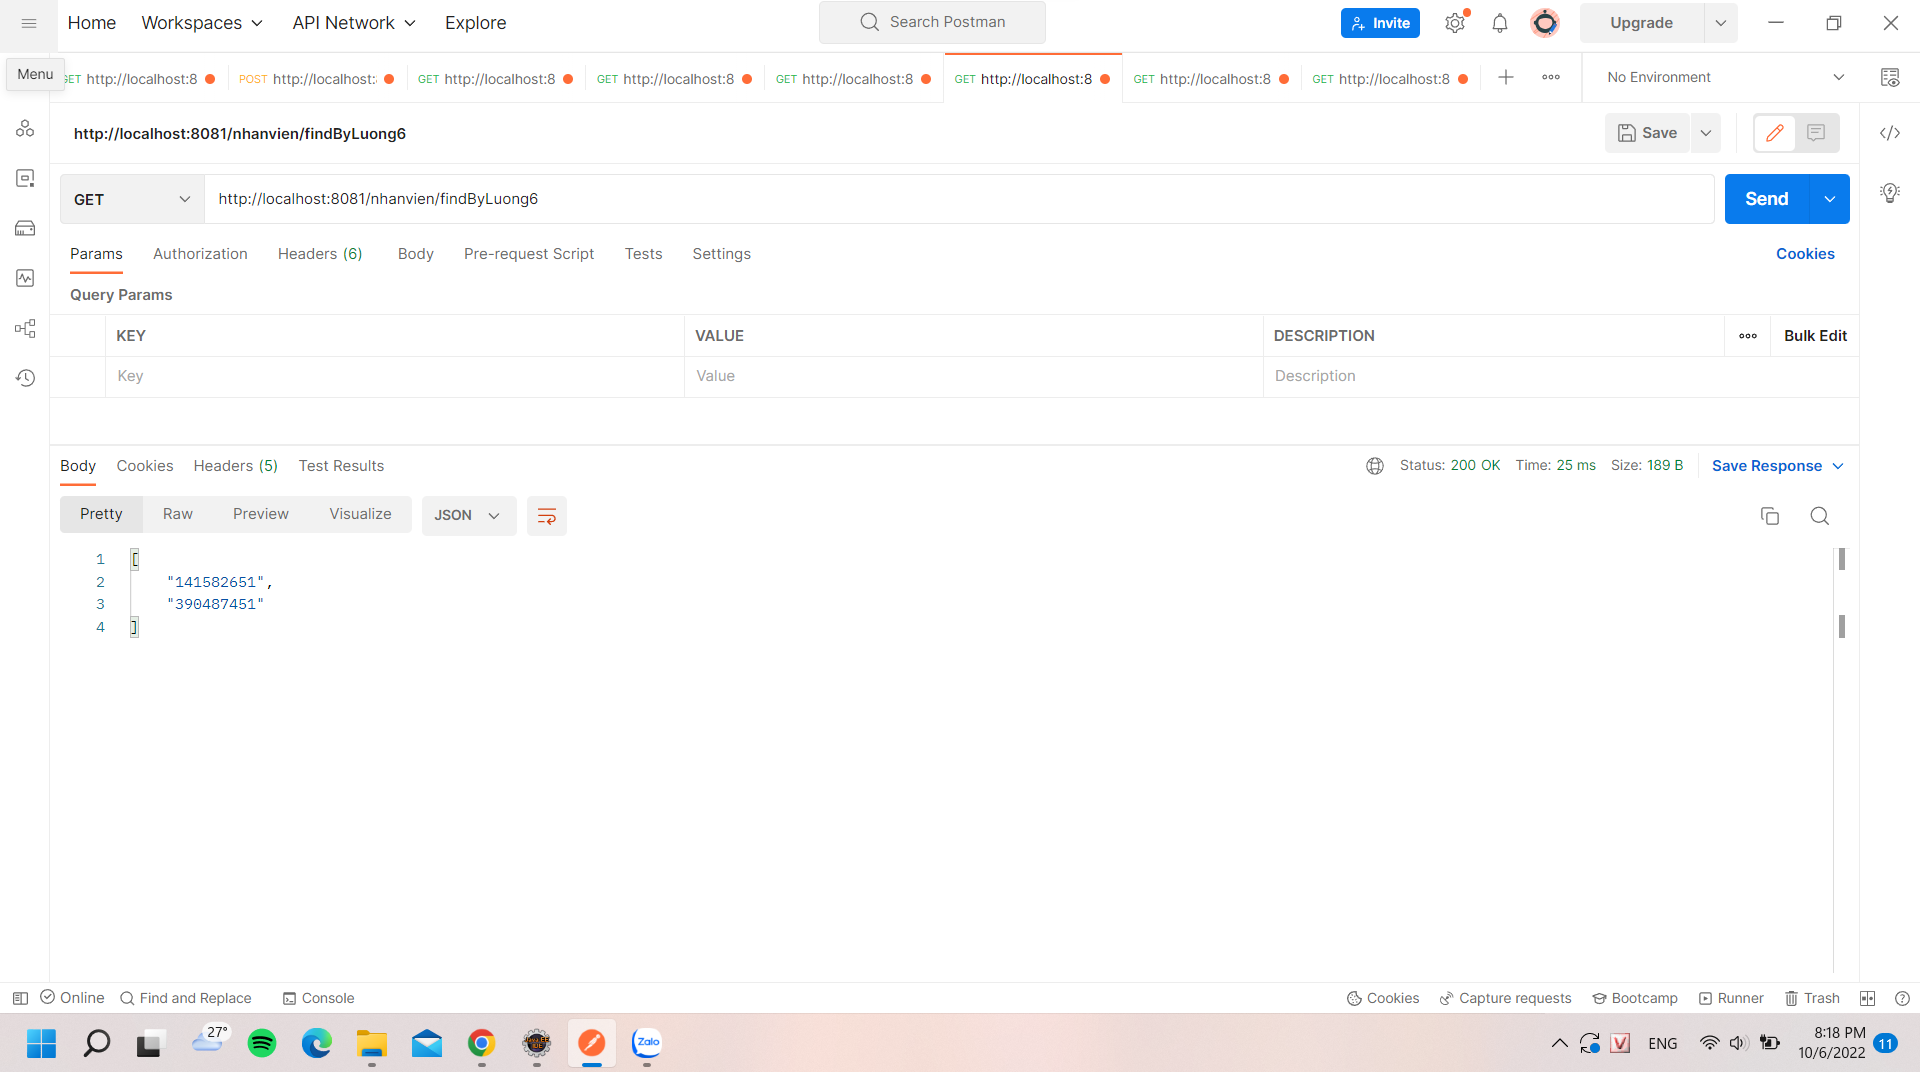 Home Workspaces API Network Explore Search Postman Invite Upgrade
Menu
GET http://localhost:8 POST http://localhost: GET http://localhost:8 GET http://localhost:8 GET http://localhost:8 GET http://localhost:8 GET http://localhost:8 GET http://localhost:8 No Environment
http://localhost:8081/nhanvien/findByLuong6 Save
GET http://localhost:8081/nhanvien/findByLuong6 Send
Params Authorization Headers (6) Body Pre-request Script Tests Settings Cookies
Query Params
KEY VALUE DESCRIPTION Bulk Edit
Key Value Description
Body Cookies Headers (5) Test Results Status: 200 OK Time: 25 ms Size: 189 B Save Response
Pretty Raw Preview Visualize JSON
1 [
2 "141582651",
3 "390487451"
4 ]
Online Find and Replace Console Cookies Capture requests Bootcamp Runner Trash
27° Zalo V ENG 8:18 PM 11
10/6/2022